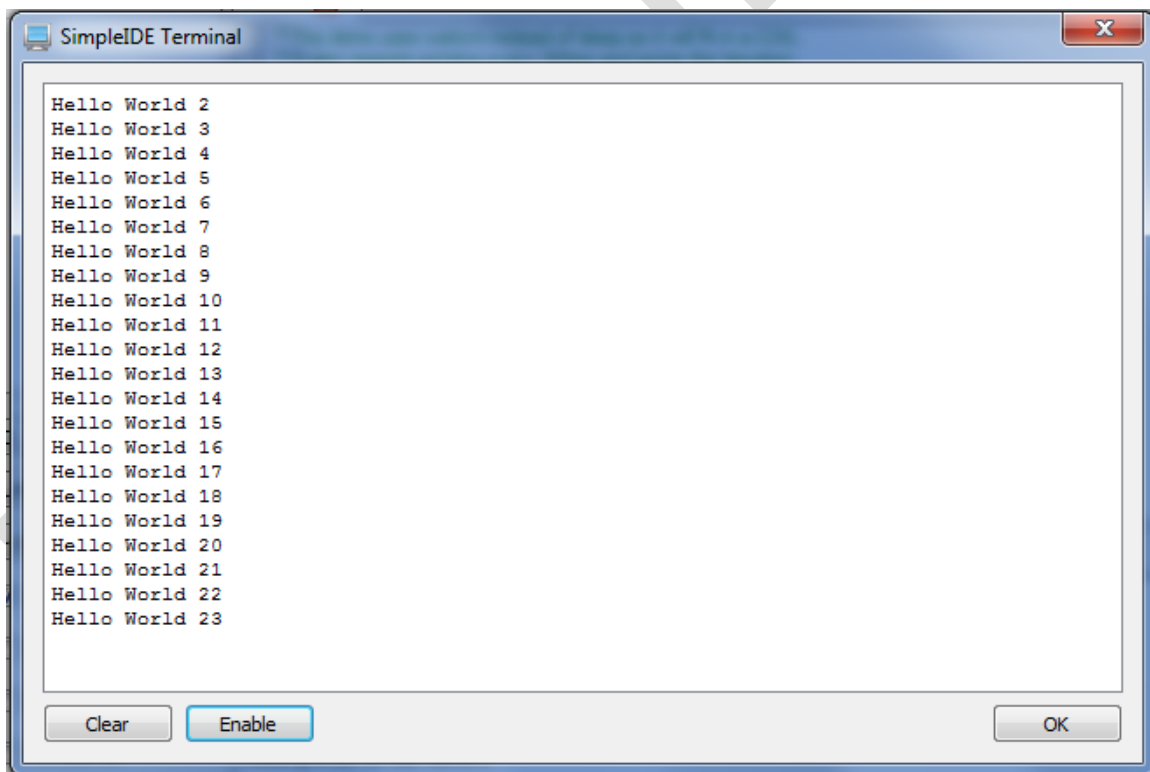 SimpleIDE Terminal
Hello World 2
Hello World 3
Hello World 4
Hello World 5
Hello World 6
Hello World 7
Hello World 8
Hello World 9
Hello World 10
Hello World 11
Hello World 12
Hello World 13
Hello World 14
Hello World 15
Hello World 16
Hello World 17
Hello World 18
Hello World 19
Hello World 20
Hello World 21
Hello World 22
Hello World 23
Clear Enable OK